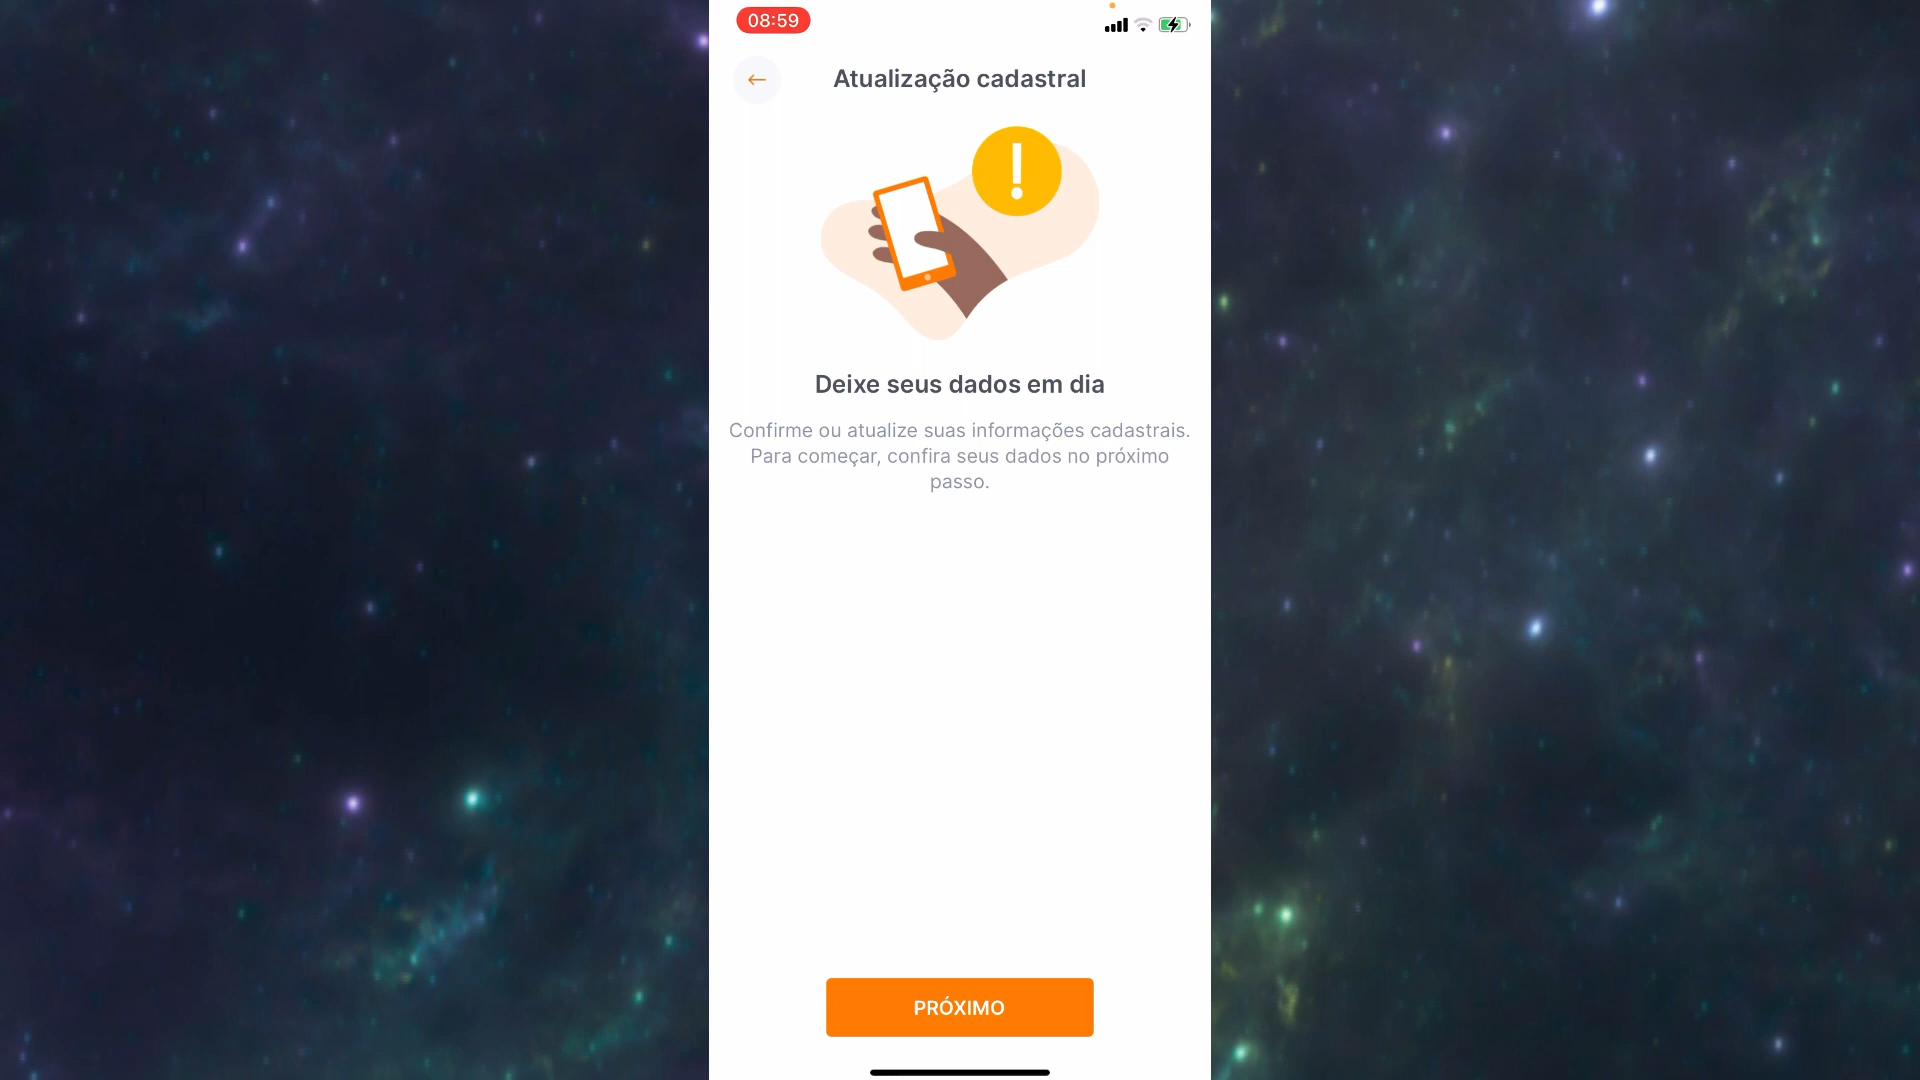 08:59
Atualização cadastral
!
Deixe seus dados em dia
Confirme ou atualize suas informações cadastrais.
Para começar, confira seus dados no próximo
passo.
PRÓXIMO